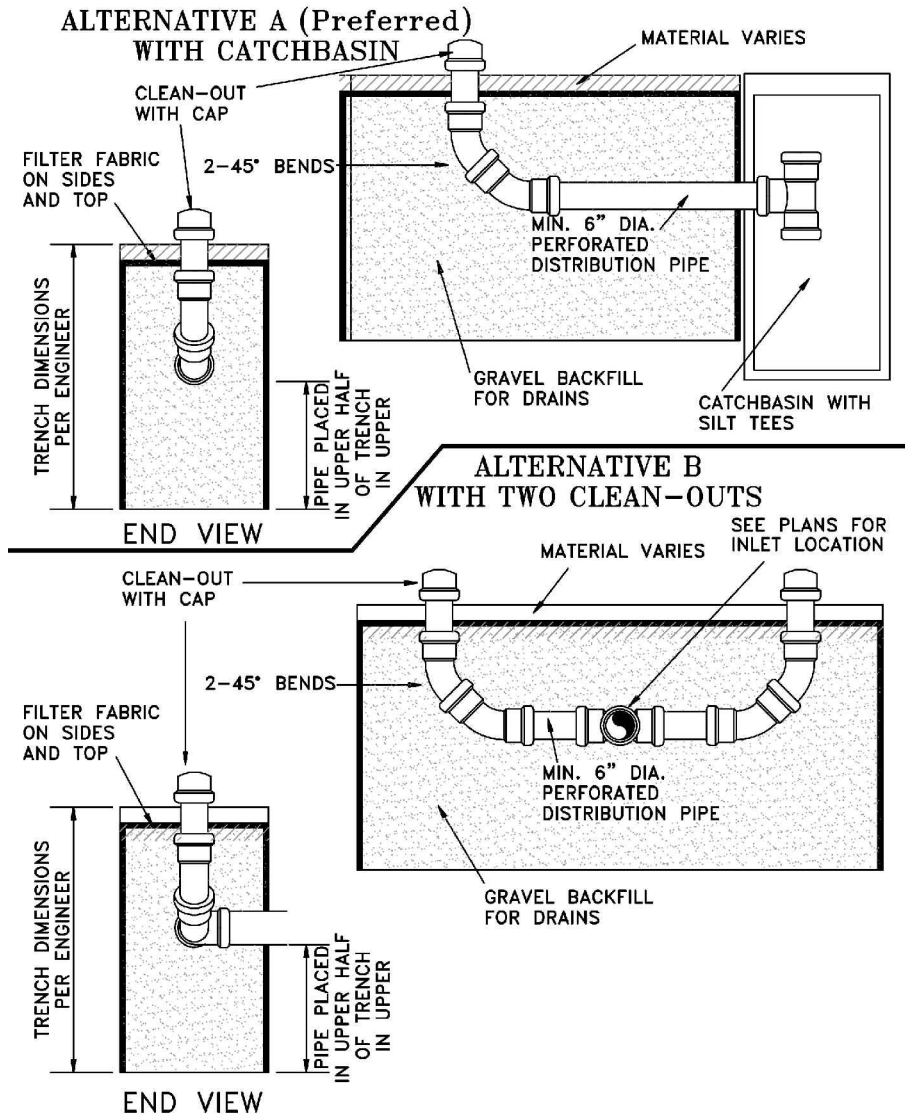 ALTERNATIVE A (Preferred)
WITH CATCHBASIN
MATERIAL VARIES
CLEAN-OUT
WITH CAP
FILTER FABRIC
ON SIDES
AND TOP
2-45° BENDS
MIN. 6" DIA.
PERFORATED
DISTRIBUTION PIPE
TRENCH DIMENSIONS
PER ENGINEER
PIPE PLACED
IN UPPER HALF
OF TRENCH
IN UPPER
GRAVEL BACKFILL
FOR DRAINS
CATCHBASIN WITH
SILT TEES
END VIEW
ALTERNATIVE B
WITH TWO CLEAN-OUTS
SEE PLANS FOR
INLET LOCATION
MATERIAL VARIES
CLEAN-OUT
WITH CAP
2-45° BENDS
FILTER FABRIC
ON SIDES
AND TOP
MIN. 6" DIA.
PERFORATED
DISTRIBUTION PIPE
TRENCH DIMENSIONS
PER ENGINEER
PIPE PLACED
IN UPPER HALF
OF TRENCH
IN UPPER
GRAVEL BACKFILL
FOR DRAINS
END VIEW